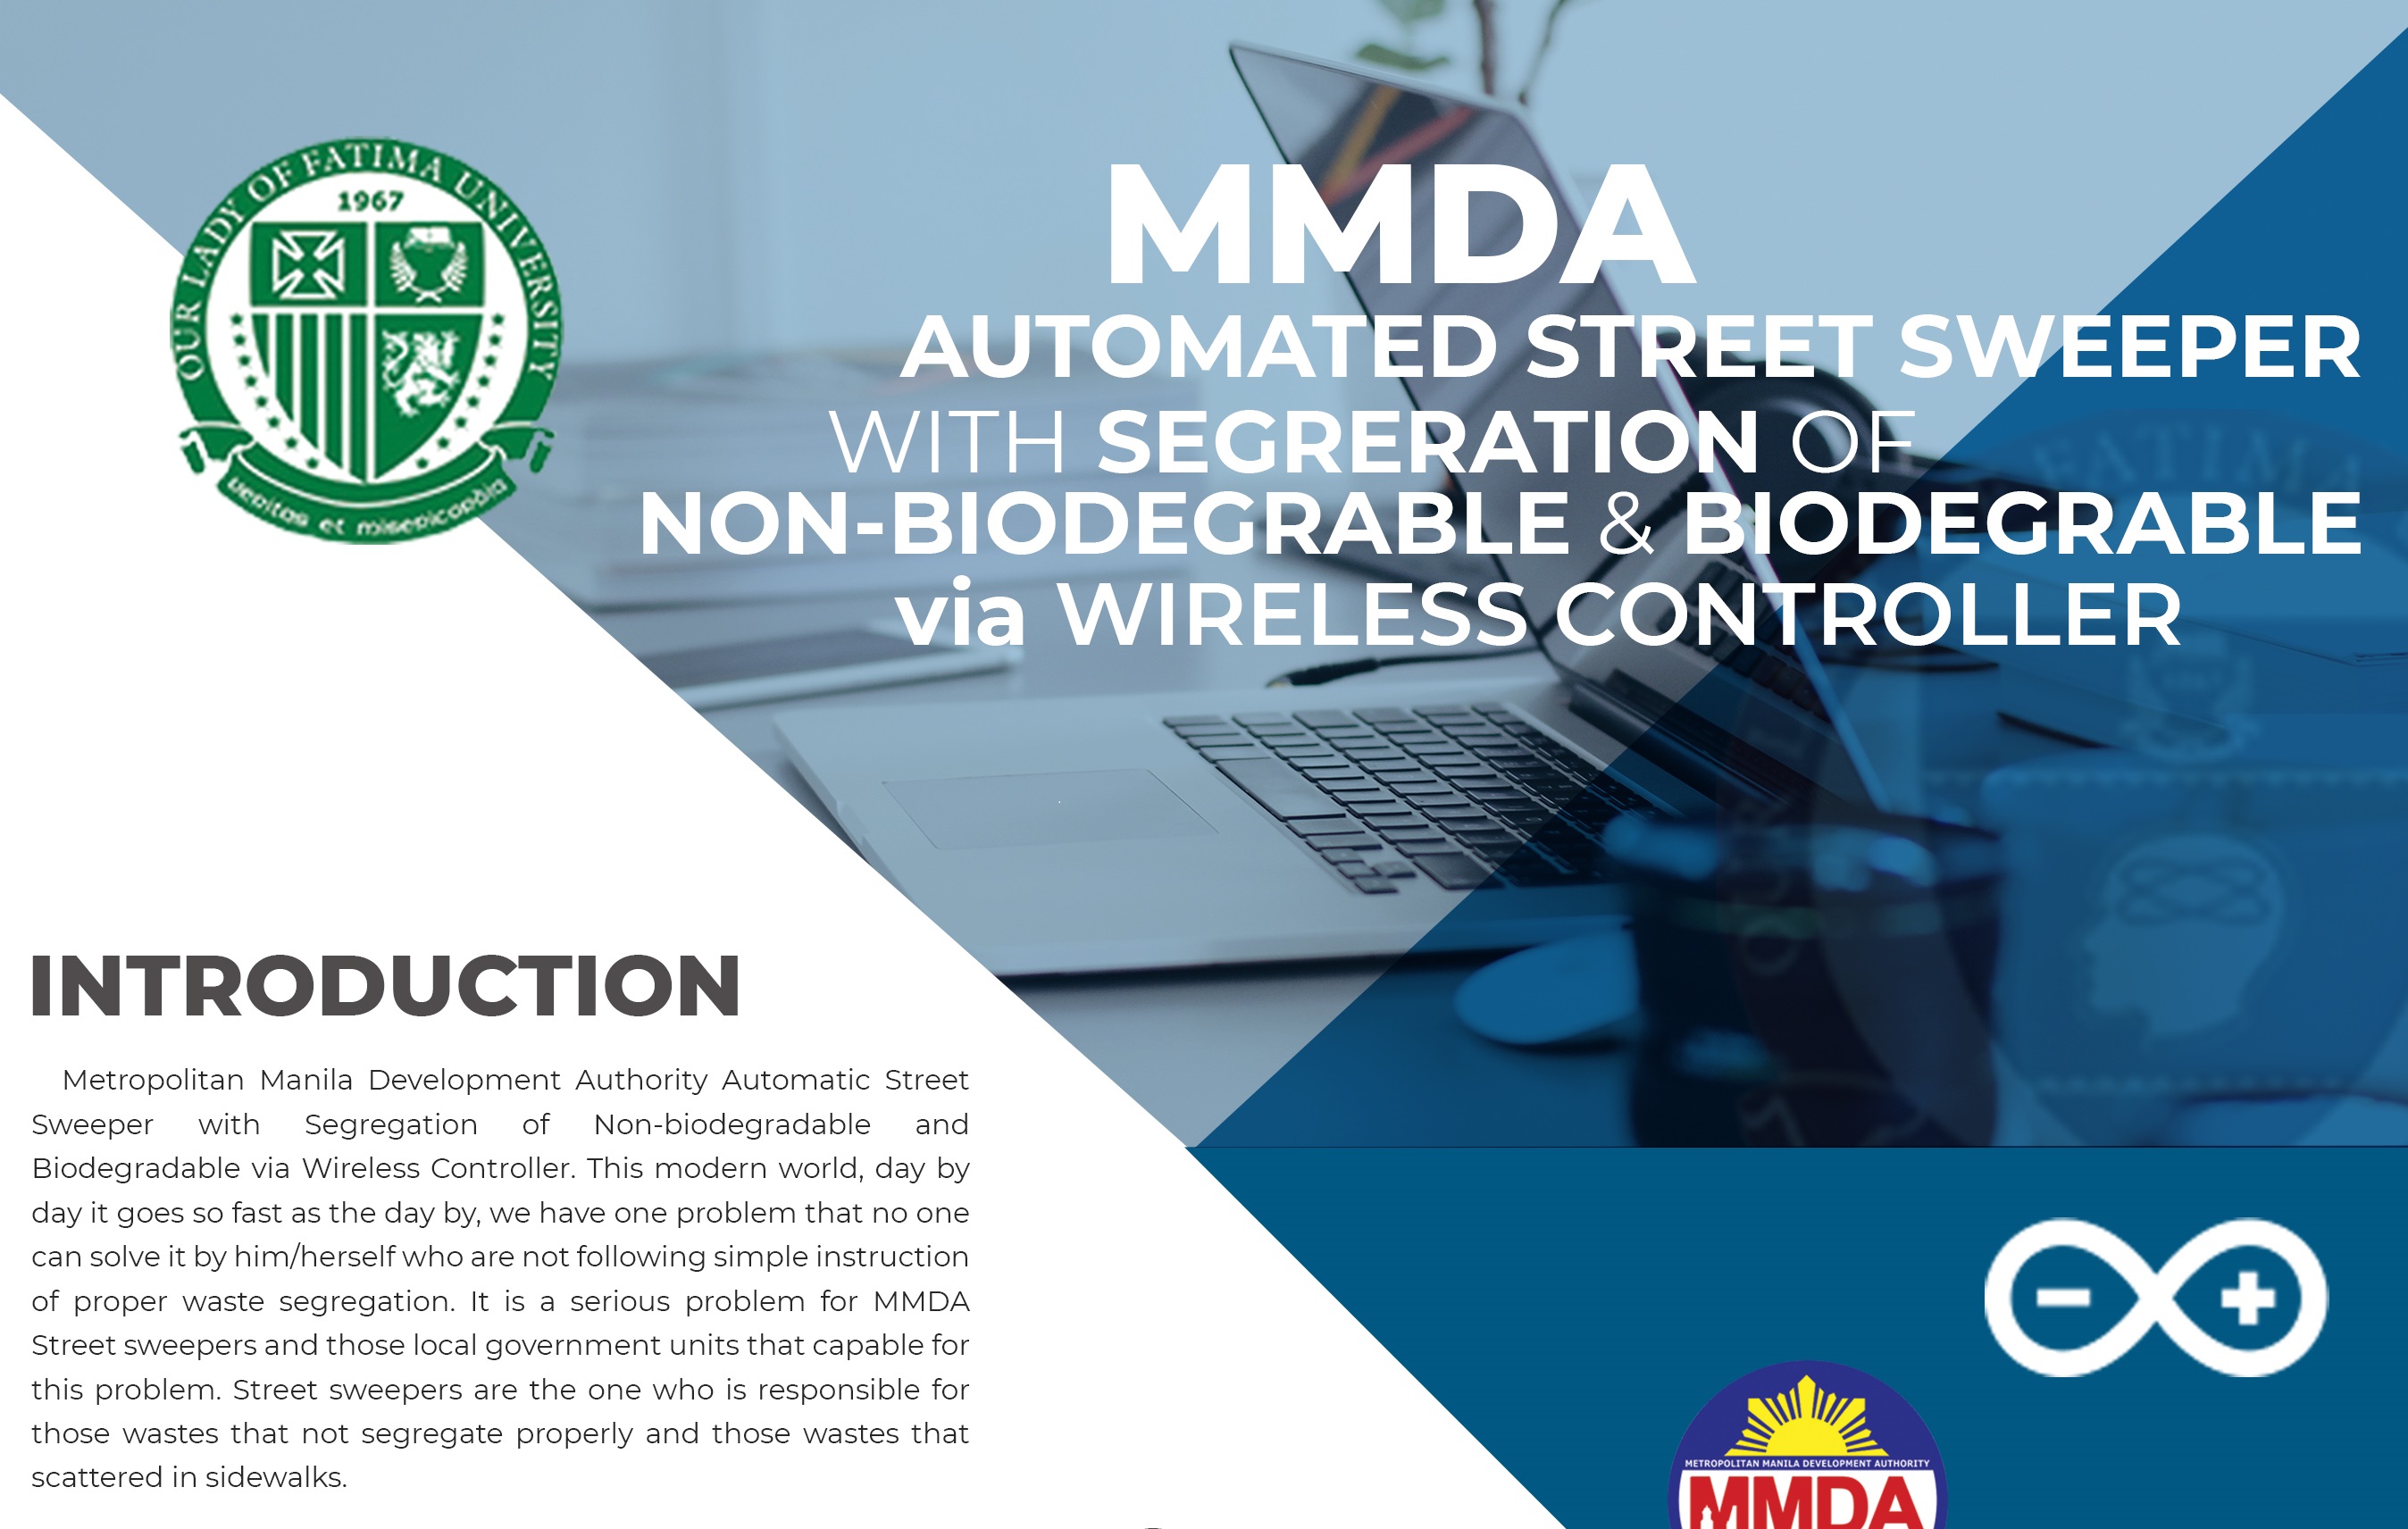 OUR LADY OF FATIMA UNIVERSITY
1967
veritas et misericordia
MMDA
AUTOMATED STREET SWEEPER
WITH SEGRERATION OF
NON-BIODEGRABLE & BIODEGRABLE
via WIRELESS CONTROLLER
FATIMA
OUR L
INTRODUCTION
Metropolitan Manila Development Authority Automatic Street
Sweeper with Segregation of Non-biodegradable and
Biodegradable via Wireless Controller. This modern world, day by
day it goes so fast as the day by, we have one problem that no one
can solve it by him/herself who are not following simple instruction
of proper waste segregation. It is a serious problem for MMDA
Street sweepers and those local government units that capable for
this problem. Street sweepers are the one who is responsible for
those wastes that not segregate properly and those wastes that
scattered in sidewalks.
- +
METROPOLITAN MANILA DEVELOPMENT AUTHORITY
MMDA